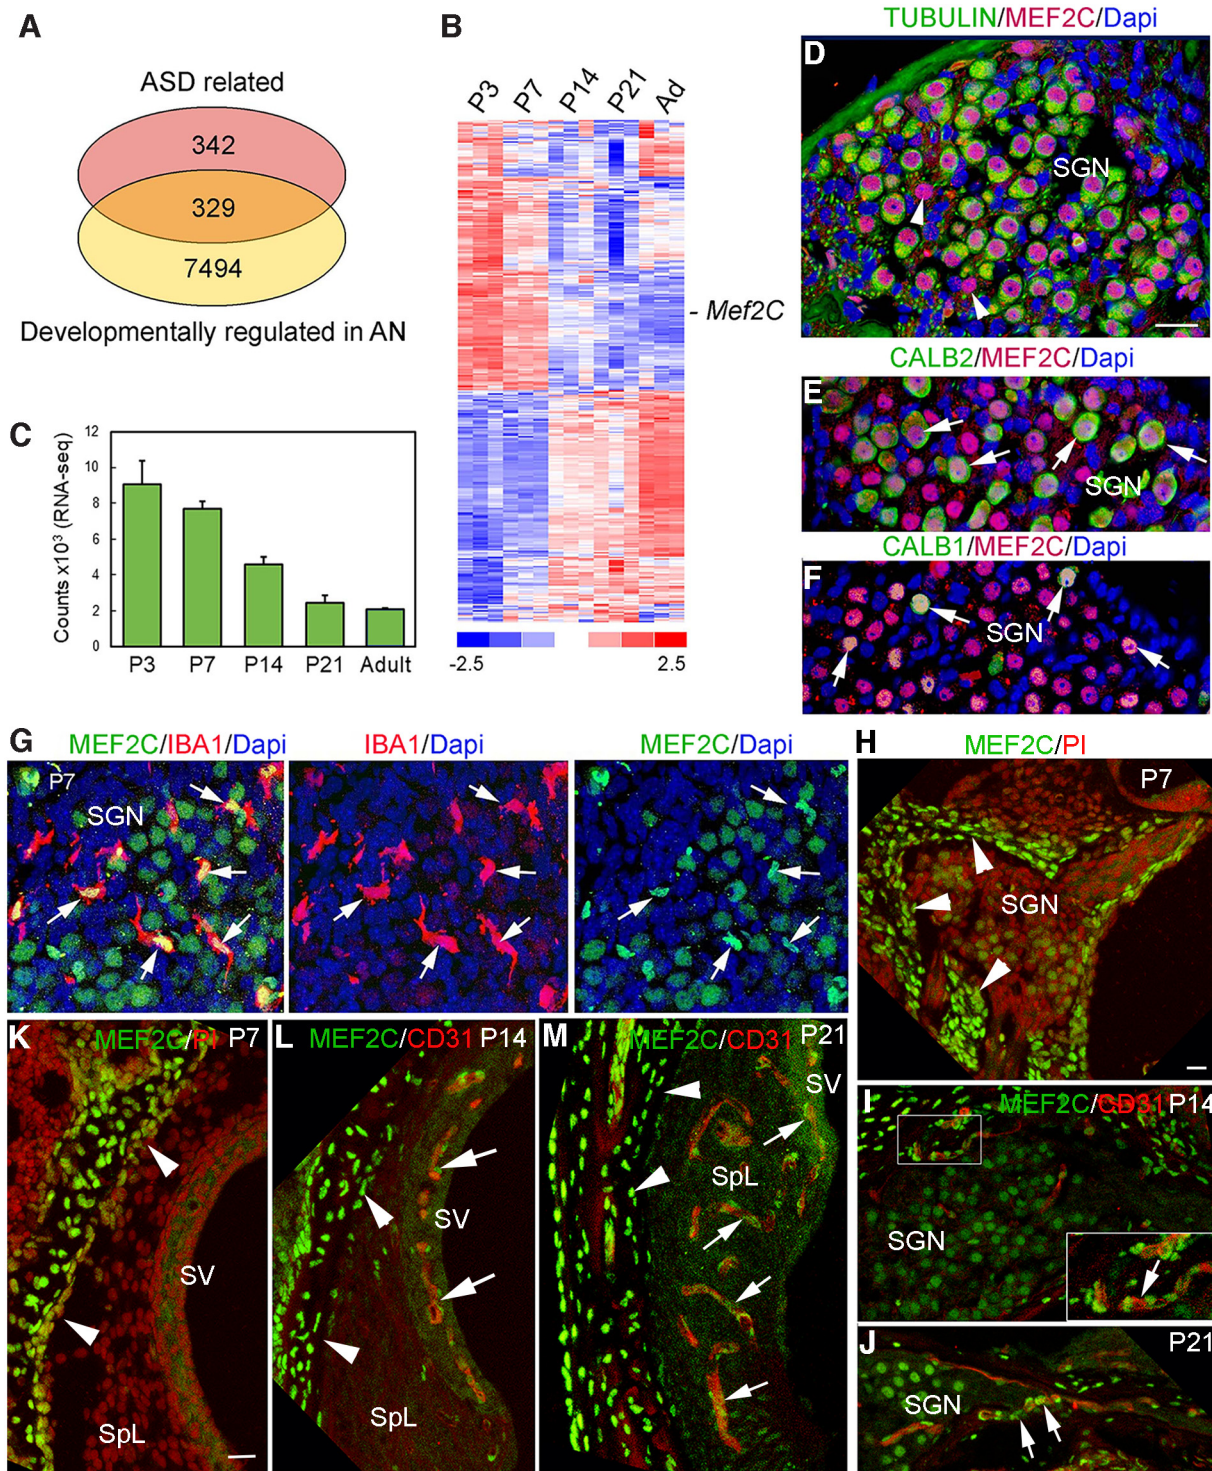 A
ASD related
342
329
7494
Developmentally regulated in AN
B
P3
P7
P14
P21
Ad
- Mef2C
-2.5
2.5
C
Counts x10³ (RNA-seq)
12
10
8
6
4
2
0
P3
P7
P14
P21
Adult
TUBULIN/MEF2C/Dapi
D
SGN
CALB2/MEF2C/Dapi
E
SGN
CALB1/MEF2C/Dapi
F
SGN
G
MEF2C/IBA1/Dapi
IBA1/Dapi
MEF2C/Dapi
P7
SGN
H
MEF2C/PI
P7
SGN
I
MEF2C/CD31
P14
SGN
J
P21
SGN
K
MEF2C/PI
P7
SV
SpL
L
MEF2C/CD31
P14
SV
SpL
M
MEF2C/CD31
P21
SV
SpL